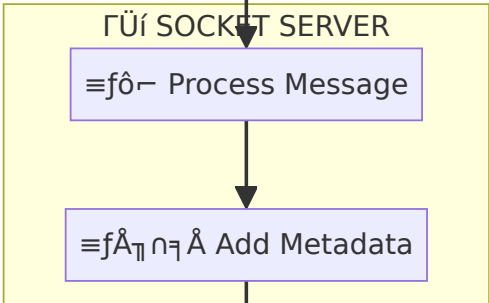 ΓÜí SOCKET SERVER
≡ƒô⌐ Process Message
≡ƒÅ╖∩╕Å Add Metadata